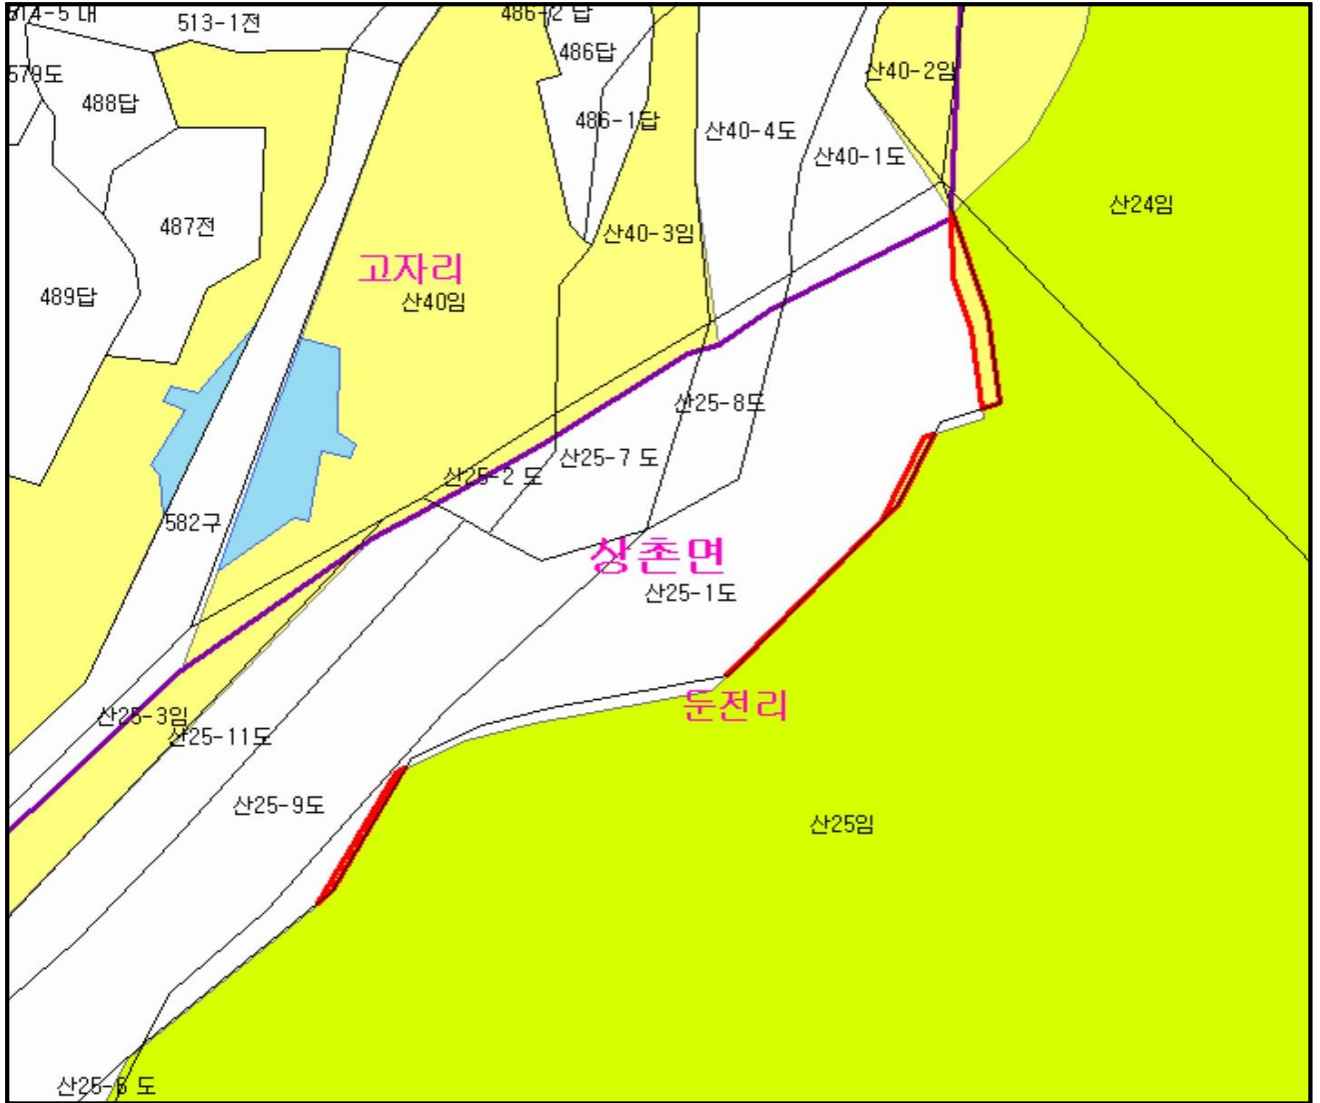 514-5 내
513-1전
486-2 답
486답
579도
488답
산40-2임
486-1답
산40-4도
산40-1도
산24임
487전
산40-3임
고자리
489답
산40임
산25-8도
산25-7 도
산25-2 도
582구
상촌면
산25-1도
둔전리
산25-3임
산25-11도
산25-9도
산25임
산25-6 도